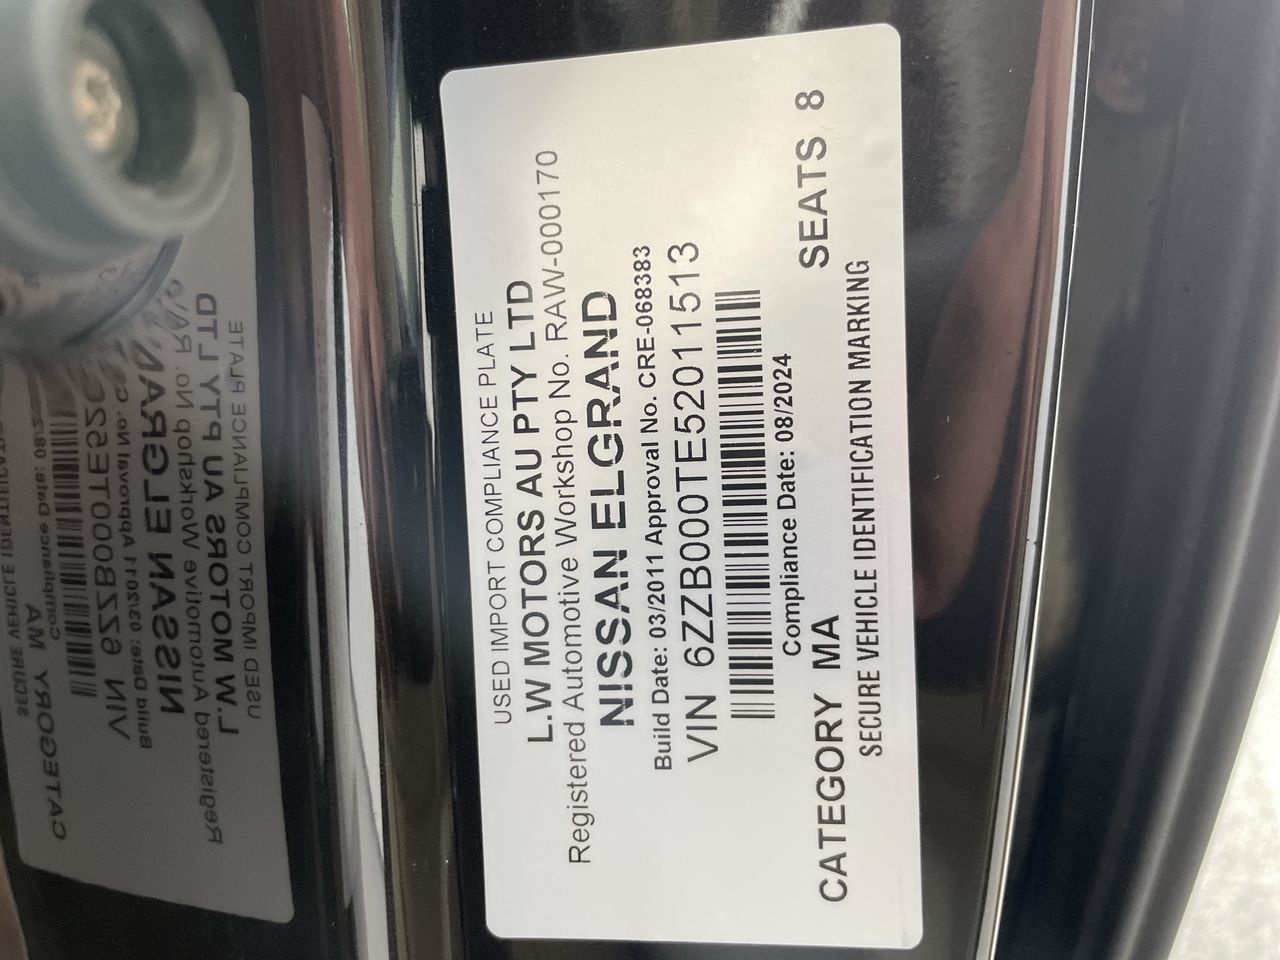 USED IMPORT COMPLIANCE PLATE
L.W MOTORS AU PTY LTD
Registered Automotive Workshop No. RAW-000170
NISSAN ELGRAND
Build Date: 03/2011 Approval No. CRE-068383
VIN 6ZZB000TE52011513
Compliance Date: 08/2024
CATEGORY MA SEATS 8
SECURE VEHICLE IDENTIFICATION MARKING